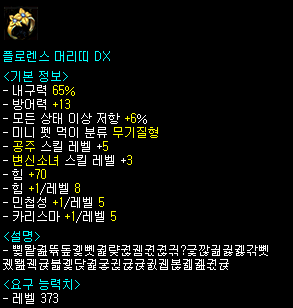 플로렌스 머리띠 DX
<기본 정보>
- 내구력 65%
- 방어력 +13
- 모든 상태 이상 저항 +6%
- 미니 펫 먹이 분류 무기질형
- 공주 스킬 레벨 +5
- 변신소녀 스킬 레벨 +3
- 힘 +70
- 힘 +1/레벨 8
- 민첩성 +1/레벨 5
- 카리스마 +1/레벨 5
<설명>
<요구 능력치>
- 레벨 373